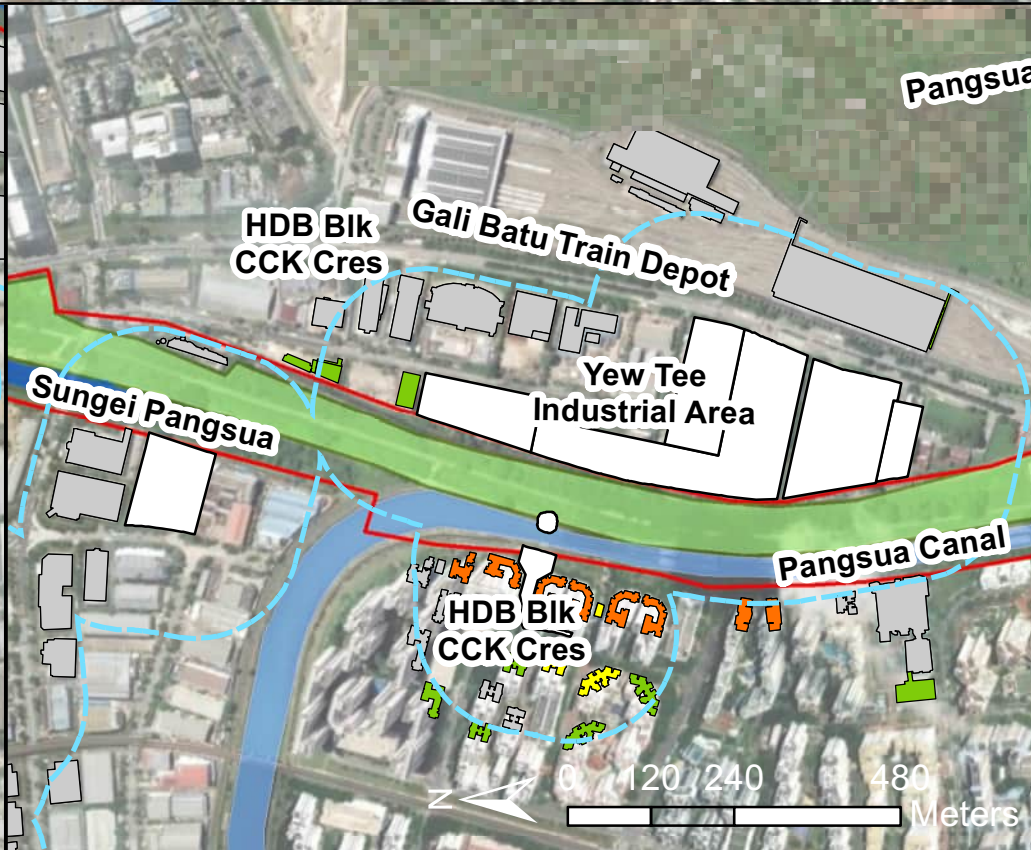 Pangsua
HDB Blk
CCK Cres
Gali Batu Train Depot
Yew Tee
Industrial Area
Sungei Pangsua
Pangsua Canal
HDB Blk
CCK Cres
N
0 120 240 480
Meters